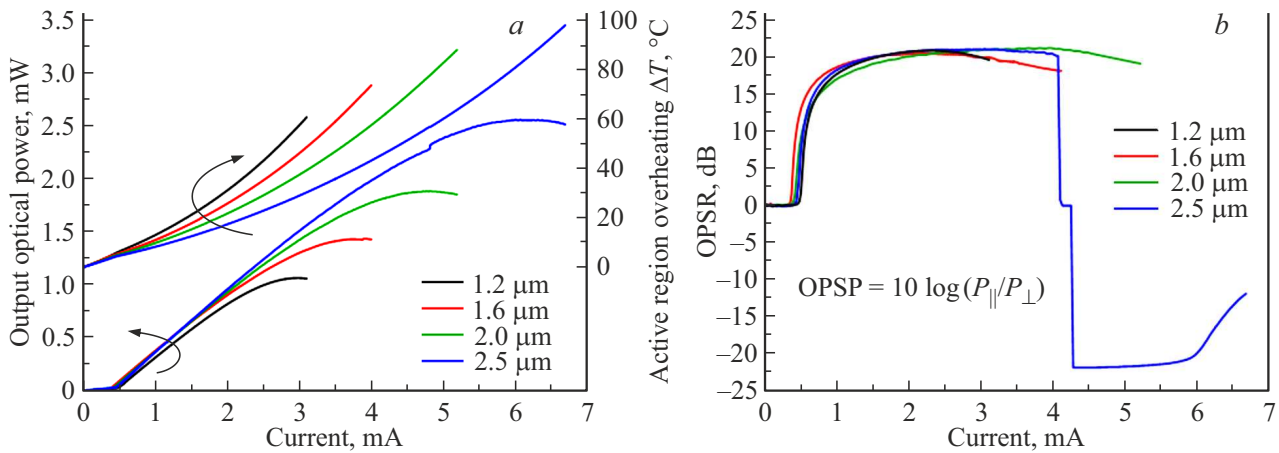 a
Output optical power, mW
3.5
3.0
2.5
2.0
1.5
1.0
0.5
0
100
80
60
40
20
0
Active region overheating ΔT, °C
1.2 μm
1.6 μm
2.0 μm
2.5 μm
0 1 2 3 4 5 6 7
Current, mA
b
OPSR, dB
25
20
15
10
5
0
–5
–10
–15
–20
–25
1.2 μm
1.6 μm
2.0 μm
2.5 μm
OPSP = 10 log (P||/P⊥)
0 1 2 3 4 5 6 7
Current, mA